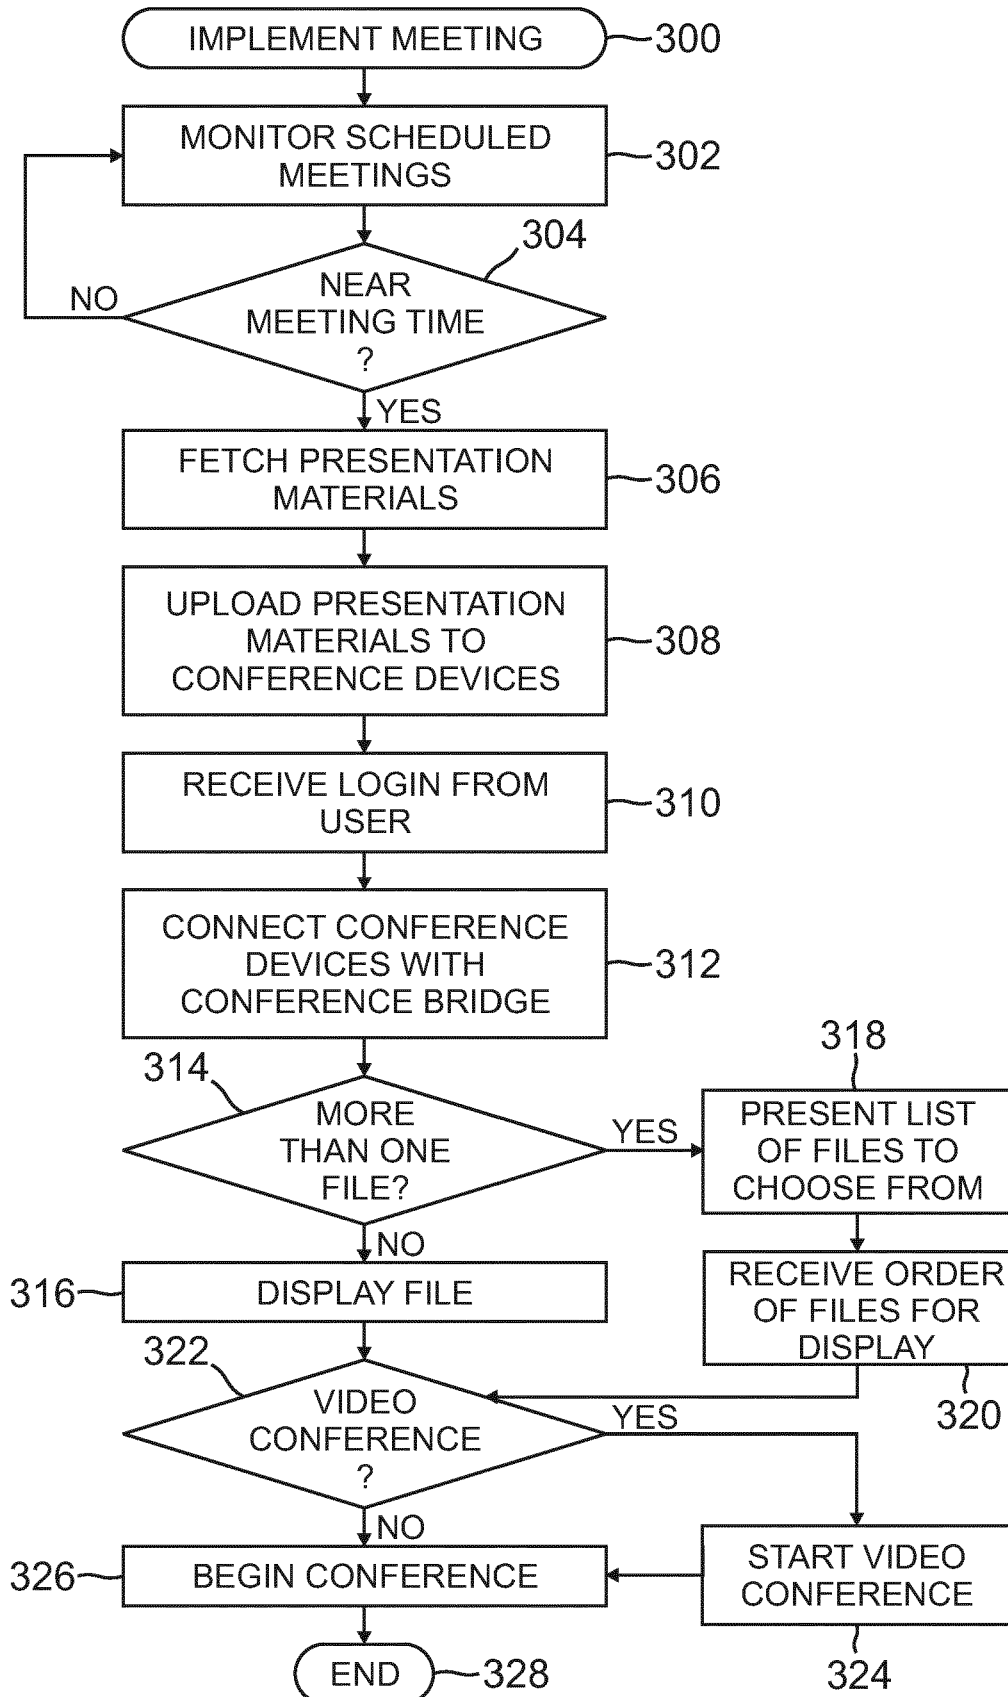 IMPLEMENT MEETING
300
MONITOR SCHEDULED
MEETINGS
302
304
NEAR
MEETING TIME
?
NO
YES
FETCH PRESENTATION
MATERIALS
306
UPLOAD PRESENTATION
MATERIALS TO
CONFERENCE DEVICES
308
RECEIVE LOGIN FROM
USER
310
CONNECT CONFERENCE
DEVICES WITH
CONFERENCE BRIDGE
312
314
MORE
THAN ONE
FILE?
YES
318
PRESENT LIST
OF FILES TO
CHOOSE FROM
NO
316
DISPLAY FILE
RECEIVE ORDER
OF FILES FOR
DISPLAY
320
322
VIDEO
CONFERENCE
?
YES
NO
326
BEGIN CONFERENCE
START VIDEO
CONFERENCE
324
END
328